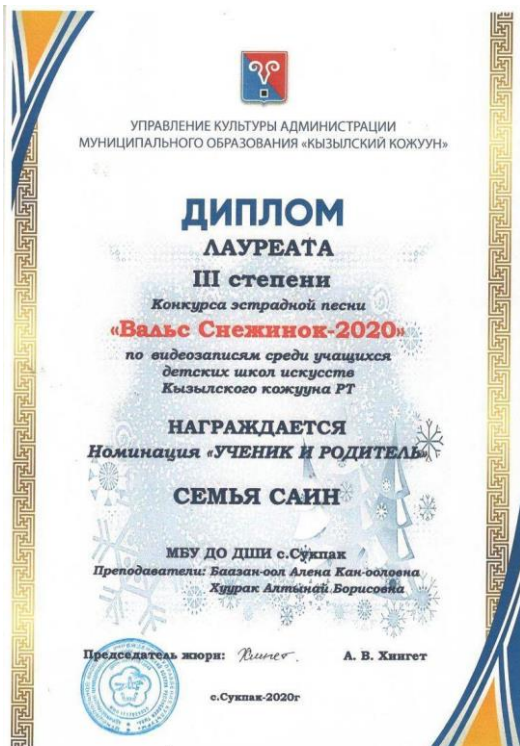 УПРАВЛЕНИЕ КУЛЬТУРЫ АДМИНИСТРАЦИИ
МУНИЦИПАЛЬНОГО ОБРАЗОВАНИЯ «КЫЗЫЛСКИЙ КОЖУУН»
ДИПЛОМ
ЛАУРЕАТА
III степени
Конкурса эстрадной песни
«Вальс Снежинок-2020»
по видеозаписям среди учащихся
детских школ искусств
Кызылского кожууна РТ
НАГРАЖДАЕТСЯ
Номинация «УЧЕНИК И РОДИТЕЛЬ»
СЕМЬЯ САИН
МБУ ДО ДШИ с.Сукпак
Преподаватели: Баазан-оол Алена Кан-ооловна
Хуурак Алтынай Борисовна
Председатель жюри: А. В. Хингет
с.Сукпак-2020г